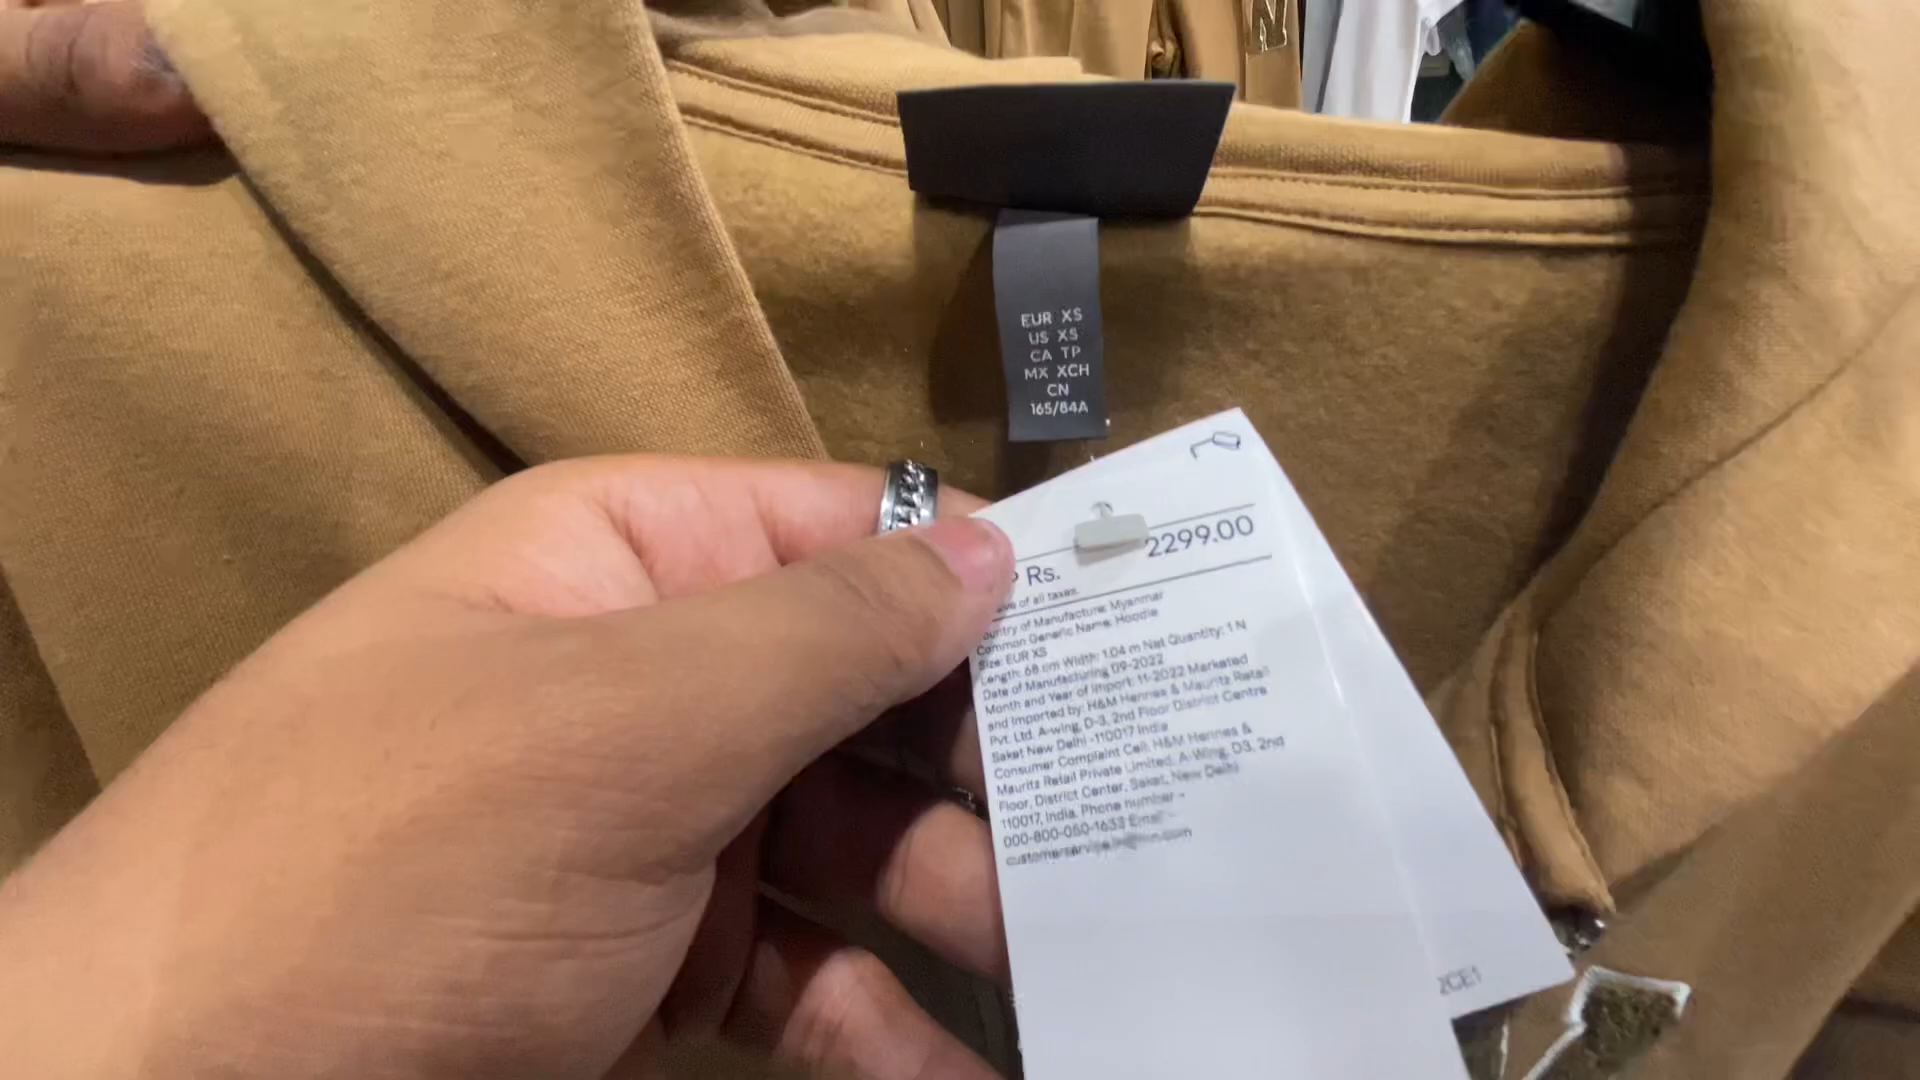 N
EUR XS
US XS
CA TP
MX XCH
CN
165/84A
2299.00
Rs.
of all taxes.
Country of Manufacture: Myanmar
Common Generic Name: Hoodie
Size: EUR XS
Length: 68 cm Width: 1.04 m Net Quantity: 1 N
Date of Manufacturing 09-2022
Month and Year of Import: 11-2022 Marketed
and Imported by: H&M Hennes & Mauritz Retail
Pvt. Ltd. A-wing, D-3, 2nd Floor District Centre
Saket New Delhi -110017 India
Consumer Complaint Cell, H&M Hennes &
Mauritz Retail Private Limited, A-Wing, D3, 2nd
Floor, District Center, Saket, New Delhi
110017, India. Phone number -
000-800-050-1633 Email -
2CE1